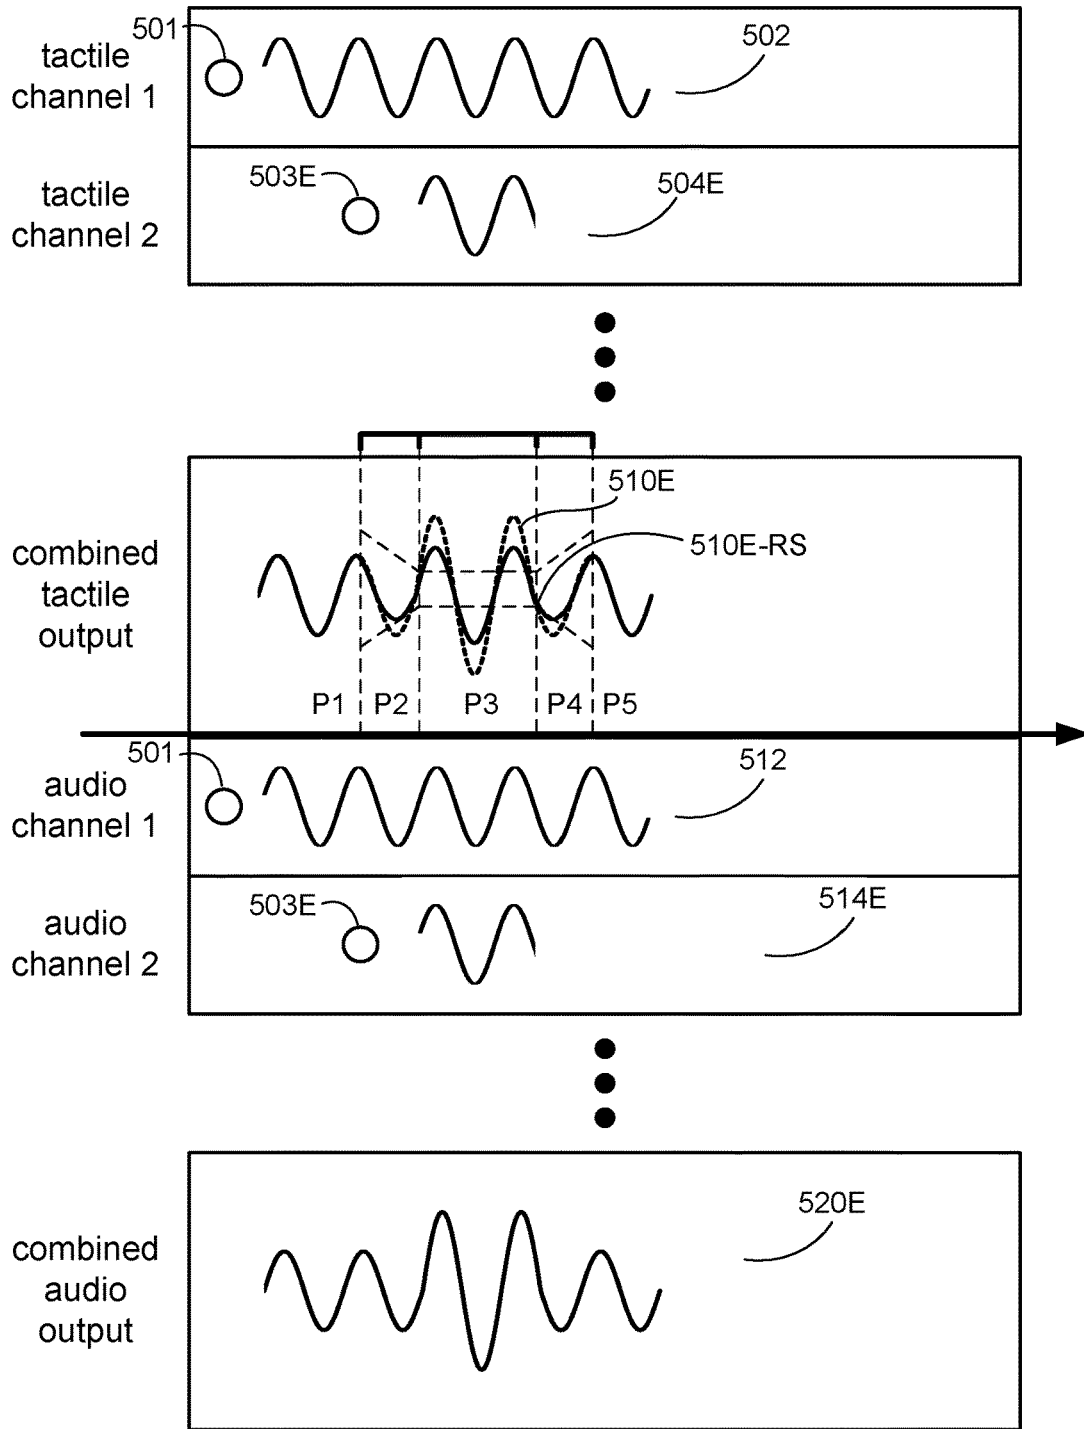 501
tactile
channel 1
502
tactile
channel 2
503E
504E
combined
tactile
output
510E
510E-RS
P1 P2 P3 P4 P5
501
audio
channel 1
512
audio
channel 2
503E
514E
combined
audio
output
520E